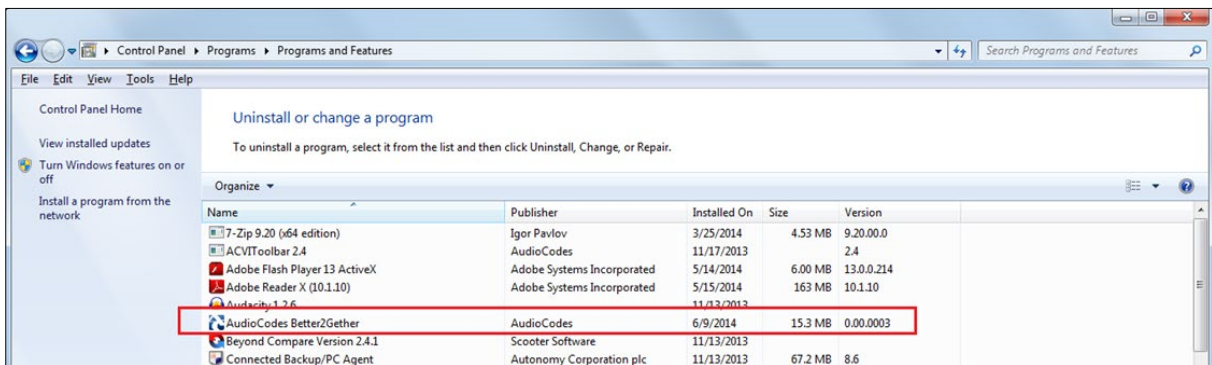 Control Panel ▸ Programs ▸ Programs and Features
Search Programs and Features
File Edit View Tools Help
Control Panel Home
View installed updates
Turn Windows features on or
off
Install a program from the
network
Uninstall or change a program
To uninstall a program, select it from the list and then click Uninstall, Change, or Repair.
Organize
Name Publisher Installed On Size Version
7-Zip 9.20 (x64 edition) Igor Pavlov 3/25/2014 4.53 MB 9.20.00.0
ACVIToolbar 2.4 AudioCodes 11/17/2013 2.4
Adobe Flash Player 13 ActiveX Adobe Systems Incorporated 5/14/2014 6.00 MB 13.0.0.214
Adobe Reader X (10.1.10) Adobe Systems Incorporated 5/15/2014 163 MB 10.1.10
Audacity 1.2.6 11/13/2013
AudioCodes Better2Gether AudioCodes 6/9/2014 15.3 MB 0.00.0003
Beyond Compare Version 2.4.1 Scooter Software 11/13/2013
Connected Backup/PC Agent Autonomy Corporation plc 11/13/2013 67.2 MB 8.6